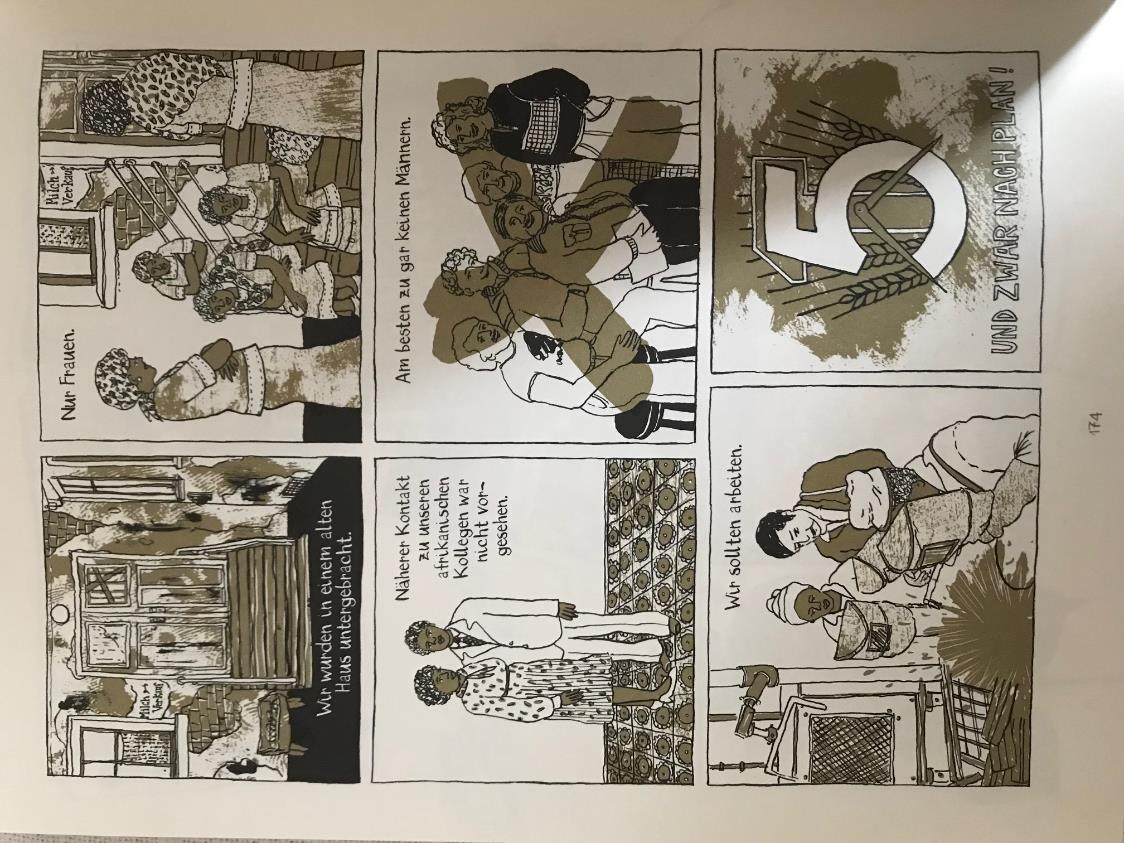 Milch=
Verkauf
Wir wurden in einem alten
Haus untergebracht.
Nur Frauen.
Milch=
Verkauf
Näherer Kontakt
zu unseren
afrikanischen
Kollegen war
nicht vor-
gesehen.
Am besten zu gar keinen Männern.
Wir sollten arbeiten.
5
UND ZWAR NACH PLAN!
174